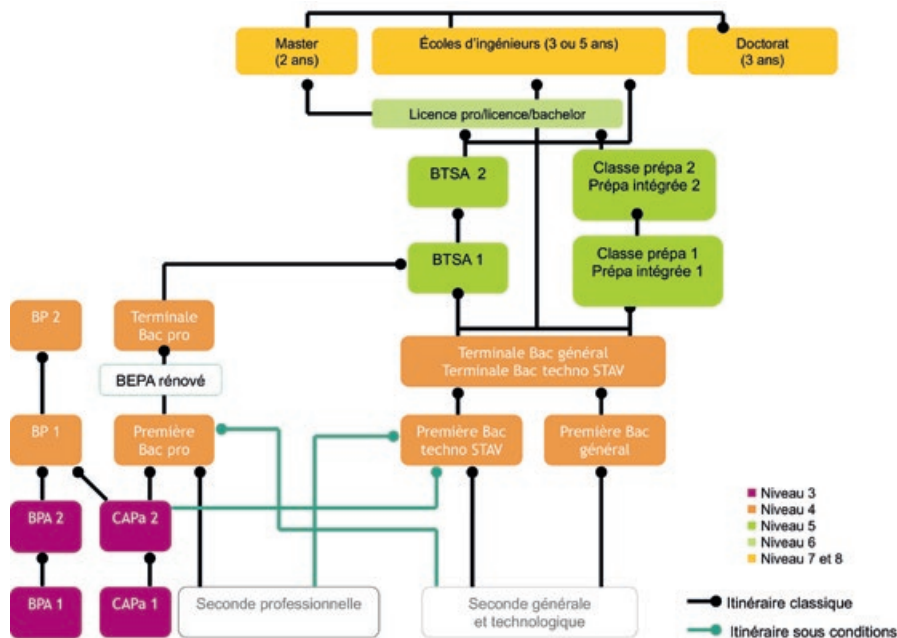 Master
(2 ans)
Écoles d'ingénieurs (3 ou 5 ans)
Doctorat
(3 ans)
Licence pro/licence/bachelor
BTSA 2
Classe prépa 2
Prépa intégrée 2
BTSA 1
Classe prépa 1
Prépa intégrée 1
BP 2
Terminale
Bac pro
Terminale Bac général
Terminale Bac techno STAV
BEPA rénové
BP 1
Première
Bac pro
Première Bac
techno STAV
Première Bac
général
BPA 2
CAPa 2
BPA 1
CAPa 1
Seconde professionnelle
Seconde générale
et technologique
Niveau 3
Niveau 4
Niveau 5
Niveau 6
Niveau 7 et 8
Itinéraire classique
Itinéraire sous conditions